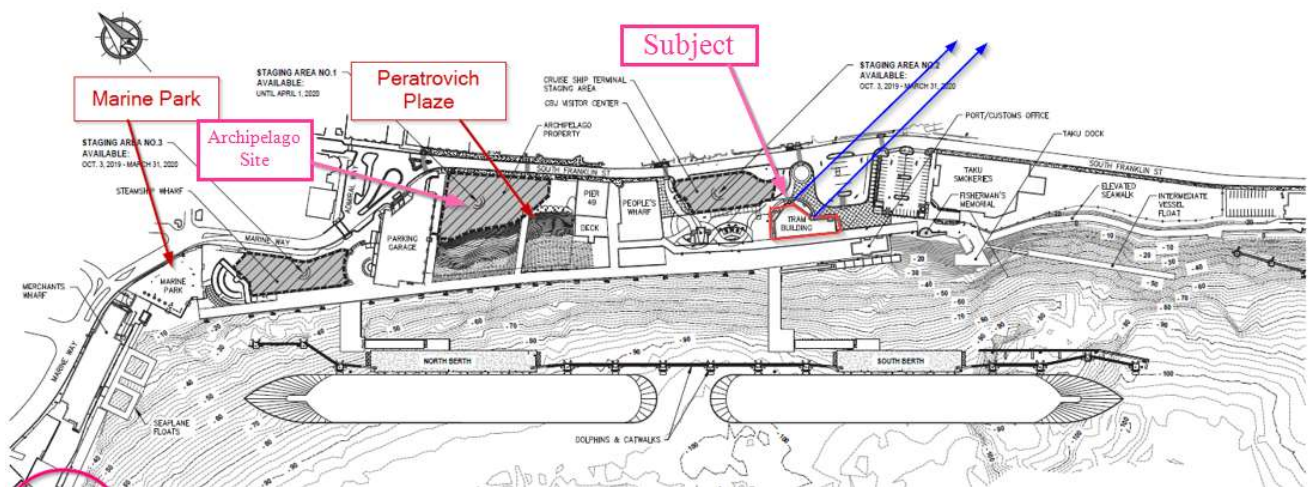 Subject
STAGING AREA NO.1
AVAILABLE:
UNTIL APRIL 1, 2020
Peratrovich
Plaze
CRUISE SHIP TERMINAL
STAGING AREA
STAGING AREA NO.2
AVAILABLE:
OCT. 3, 2019 - MARCH 31, 2020
Marine Park
CBJ VISITOR CENTER
PORT/CUSTOMS OFFICE
TAKU DOCK
Archipelago
Site
ARCHIPELAGO
PROPERTY
STAGING AREA NO.3
AVAILABLE:
OCT. 3, 2019 - MARCH 31, 2020
SOUTH FRANKLIN ST
SOUTH FRANKLIN ST
STEAMSHIP WHARF
TAKU
SMOKERIES
ELEVATED
SEAWALK
INTERMEDIATE
VESSEL
FLOAT
FISHERMAN'S
MEMORIAL
PIER
49
DECK
PEOPLE'S
WHARF
TRAM
BUILDING
MARINE WAY
PARKING
GARAGE
MERCHANTS
WHARF
MARINE
PARK
MARINE WAY
NORTH BERTH
SOUTH BERTH
SEAPLANE
FLOATS
DOLPHINS & CATWALKS